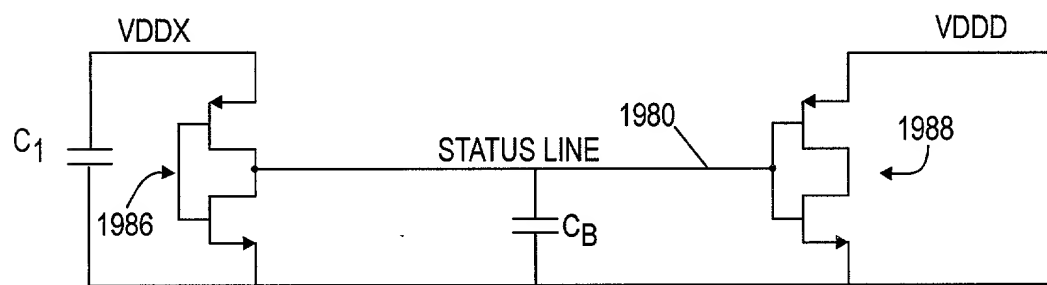 VDDX
VDDD
C1
1986
STATUS LINE
1980
1988
CB